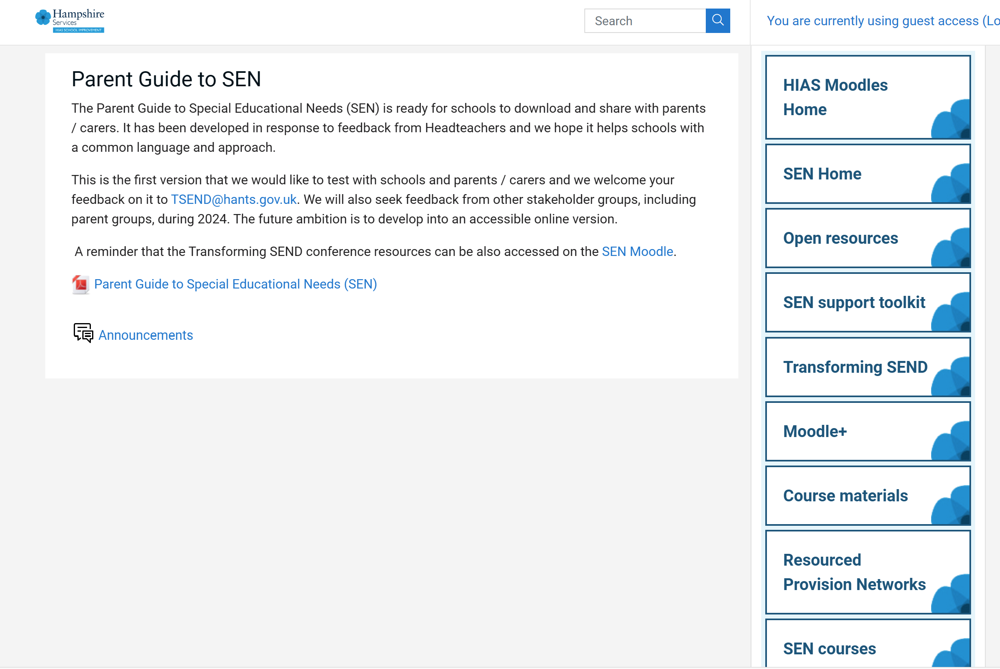 Hampshire
Services
HIAS SCHOOL IMPROVEMENT
Search
You are currently using guest access (Lo
Parent Guide to SEN
The Parent Guide to Special Educational Needs (SEN) is ready for schools to download and share with parents
/ carers. It has been developed in response to feedback from Headteachers and we hope it helps schools with
a common language and approach.
This is the first version that we would like to test with schools and parents / carers and we welcome your
feedback on it to TSEND@hants.gov.uk. We will also seek feedback from other stakeholder groups, including
parent groups, during 2024. The future ambition is to develop into an accessible online version.
A reminder that the Transforming SEND conference resources can be also accessed on the SEN Moodle.
Parent Guide to Special Educational Needs (SEN)
Announcements
HIAS Moodles
Home
SEN Home
Open resources
SEN support toolkit
Transforming SEND
Moodle+
Course materials
Resourced
Provision Networks
SEN courses